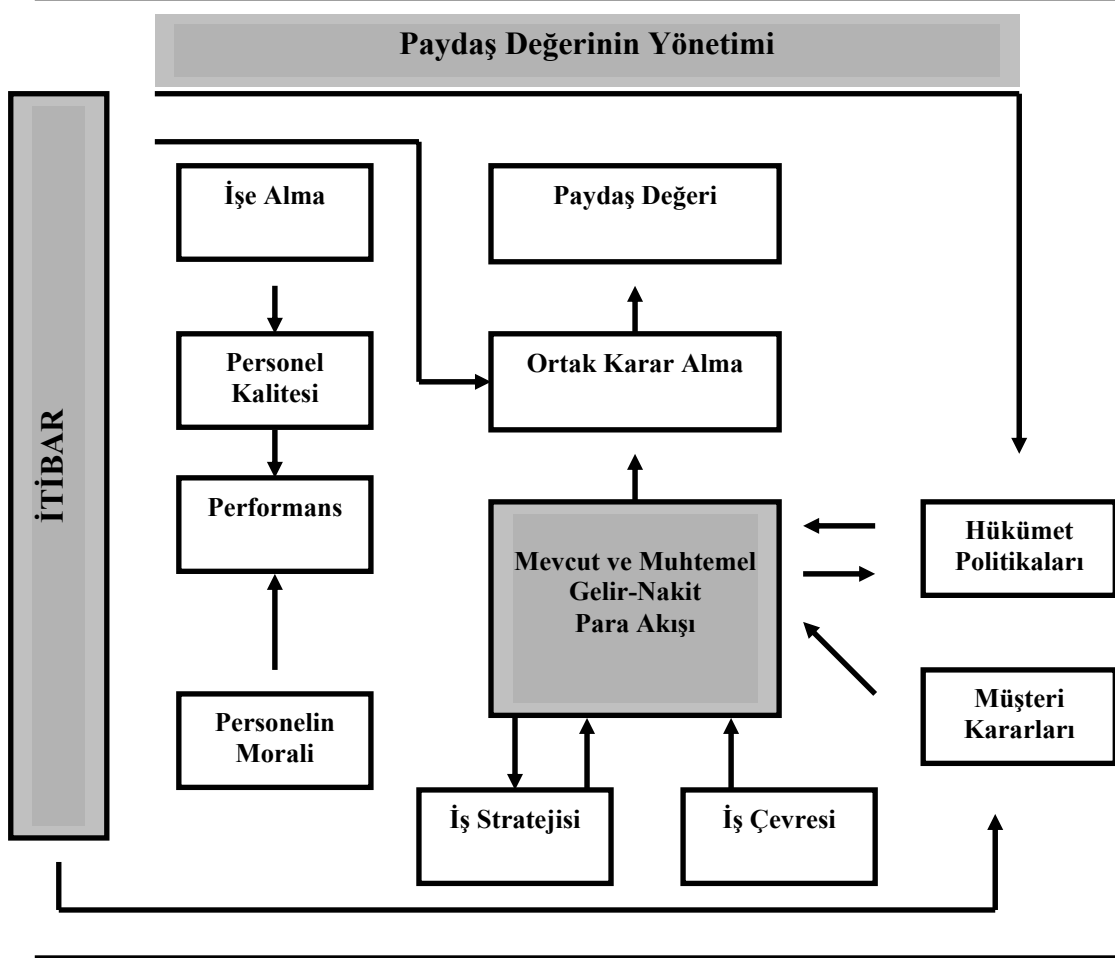 Paydaş Değerinin Yönetimi
İTİBAR
İşe Alma
Paydaş Değeri
Personel
Kalitesi
Ortak Karar Alma
Performans
Mevcut ve Muhtemel
Gelir-Nakit
Para Akışı
Hükümet
Politikaları
Personelin
Morali
Müşteri
Kararları
İş Stratejisi
İş Çevresi